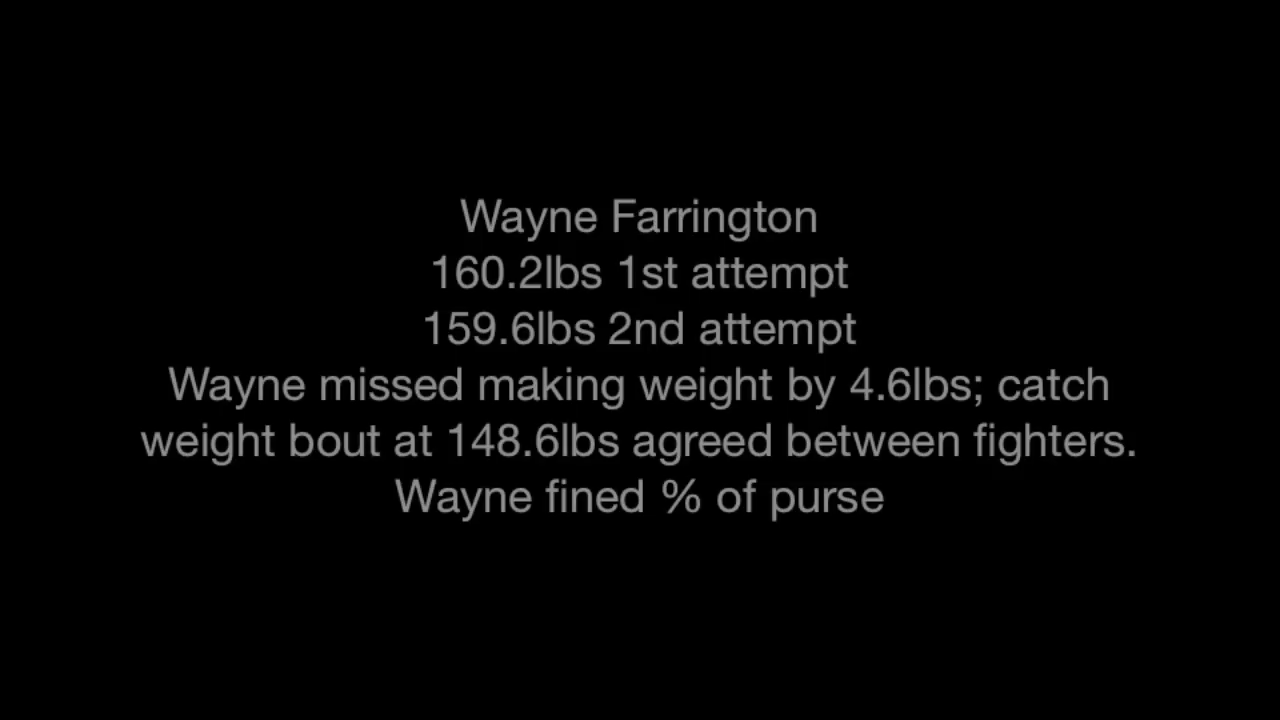 Wayne Farrington
160.2lbs 1st attempt
159.6lbs 2nd attempt
Wayne missed making weight by 4.6lbs; catch
weight bout at 148.6lbs agreed between fighters.
Wayne fined % of purse